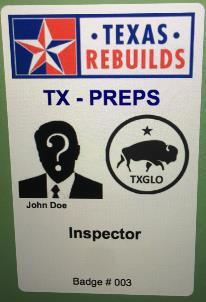 · TEXAS ·
REBUILDS
TX - PREPS
?
TXGLO
John Doe
Inspector
Badge # 003